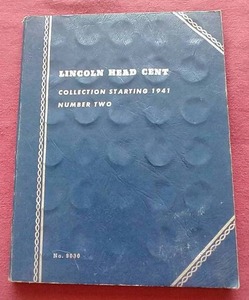 LINCOLN HEAD CENT
COLLECTION STARTING 1941
NUMBER TWO
No. 9030